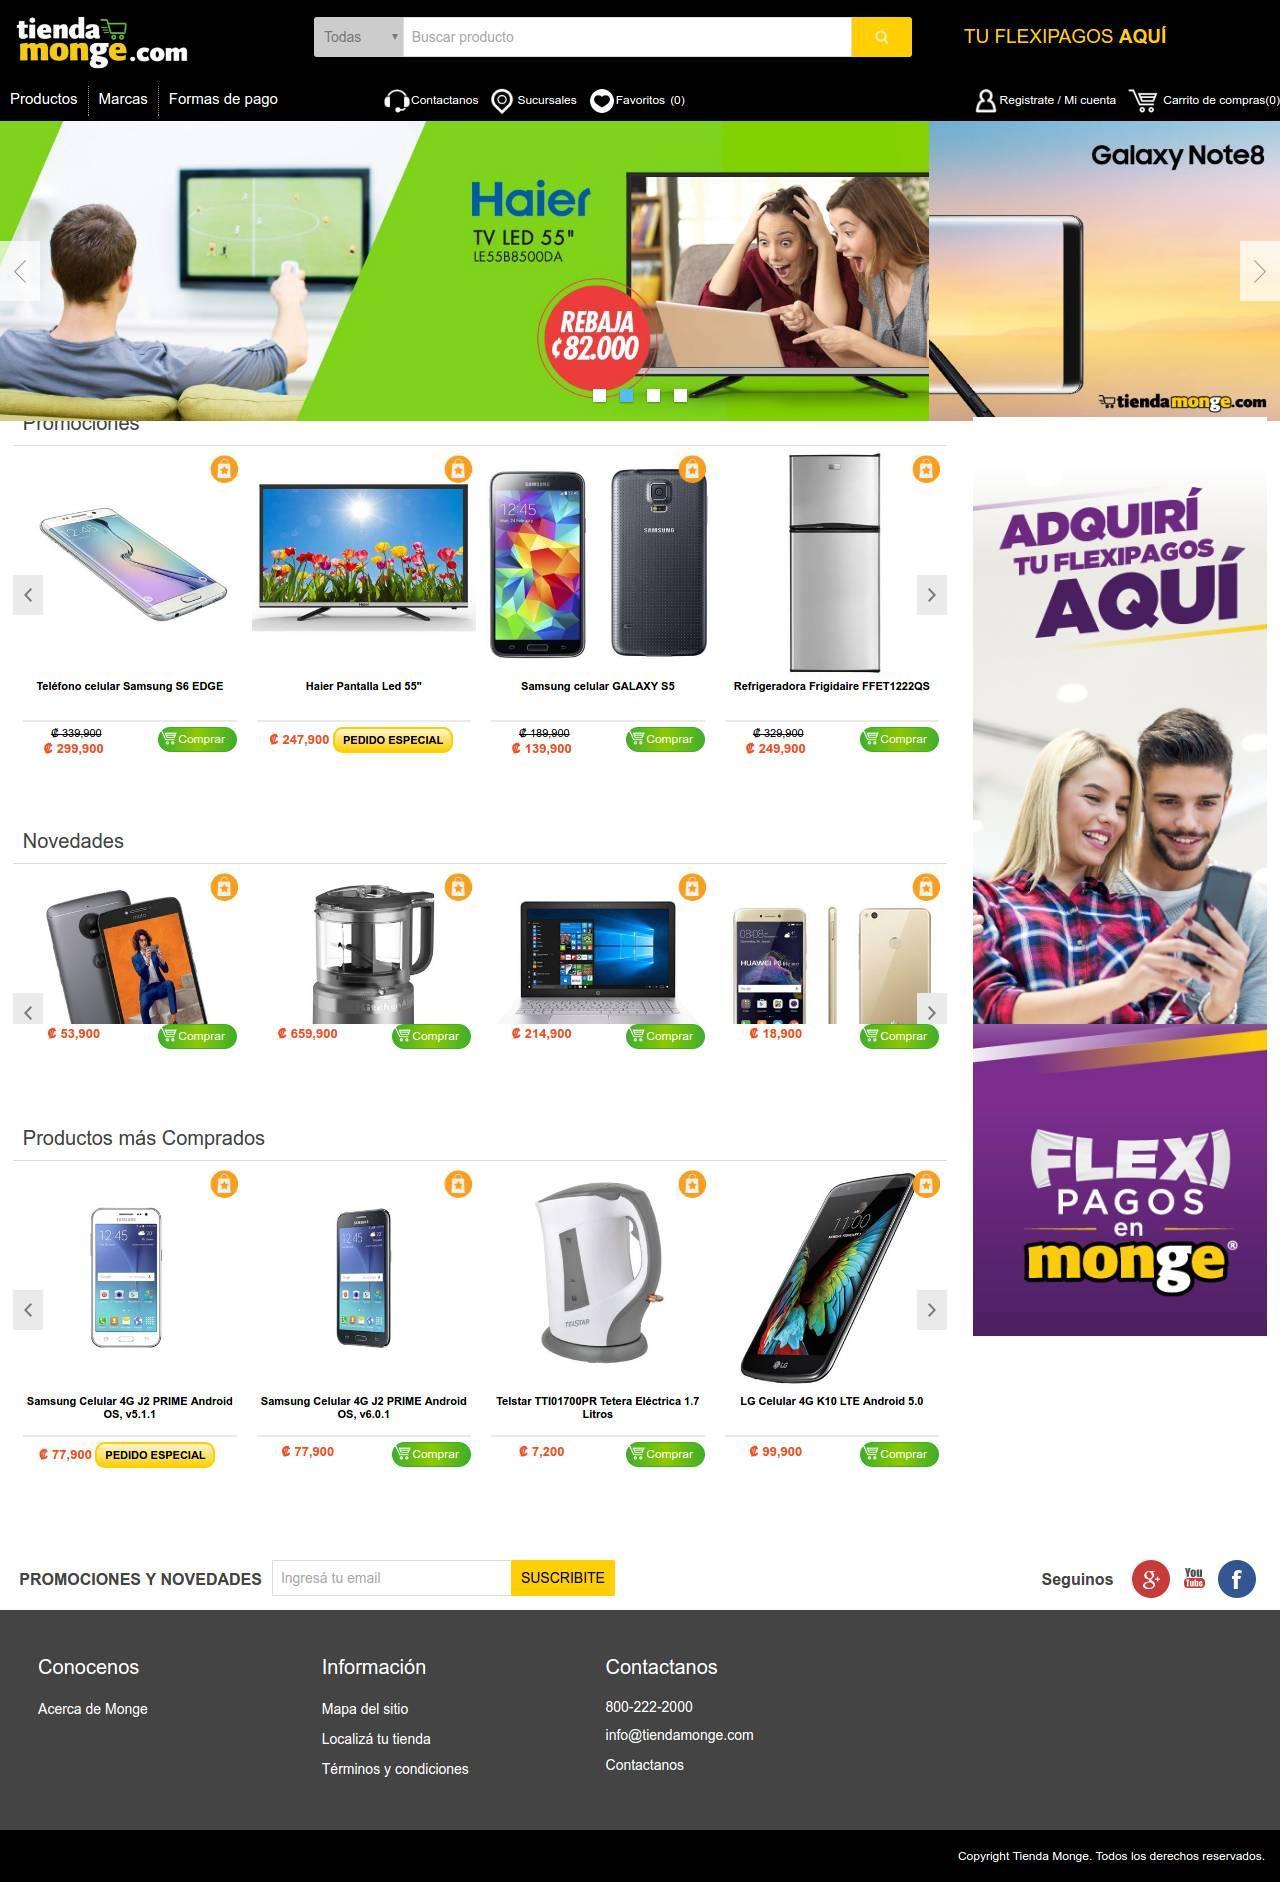 tienda
monge.com
Todas
Buscar producto
TU FLEXIPAGOS AQUÍ
Productos
Marcas
Formas de pago
Contactanos
Sucursales
Favoritos (0)
Registrate / Mi cuenta
Carrito de compras(0)
Haier
TV LED 55"
LE55B8500DA
REBAJA
¢82.000
Galaxy Note8
tiendamonge.com
Promociones
ADQUIRÍ
TU FLEXIPAGOS
AQUÍ
Teléfono celular Samsung S6 EDGE
Haier Pantalla Led 55"
Samsung celular GALAXY S5
Refrigeradora Frigidaire FFET1222QS
₡ 339,900
₡ 299,900
Comprar
₡ 247,900
PEDIDO ESPECIAL
₡ 189,900
₡ 139,900
Comprar
₡ 329,900
₡ 249,900
Comprar
Novedades
₡ 53,900
Comprar
₡ 659,900
Comprar
₡ 214,900
Comprar
₡ 18,900
Comprar
FLEXI
PAGOS
en
monge®
Productos más Comprados
Samsung Celular 4G J2 PRIME Android
OS, v5.1.1
Samsung Celular 4G J2 PRIME Android
OS, v6.0.1
Telstar TTI01700PR Tetera Eléctrica 1.7
Litros
LG Celular 4G K10 LTE Android 5.0
₡ 77,900
PEDIDO ESPECIAL
₡ 77,900
Comprar
₡ 7,200
Comprar
₡ 99,900
Comprar
PROMOCIONES Y NOVEDADES
Ingresá tu email
SUSCRIBITE
Seguinos
Conocenos
Acerca de Monge
Información
Mapa del sitio
Localizá tu tienda
Términos y condiciones
Contactanos
800-222-2000
info@tiendamonge.com
Contactanos
Copyright Tienda Monge. Todos los derechos reservados.